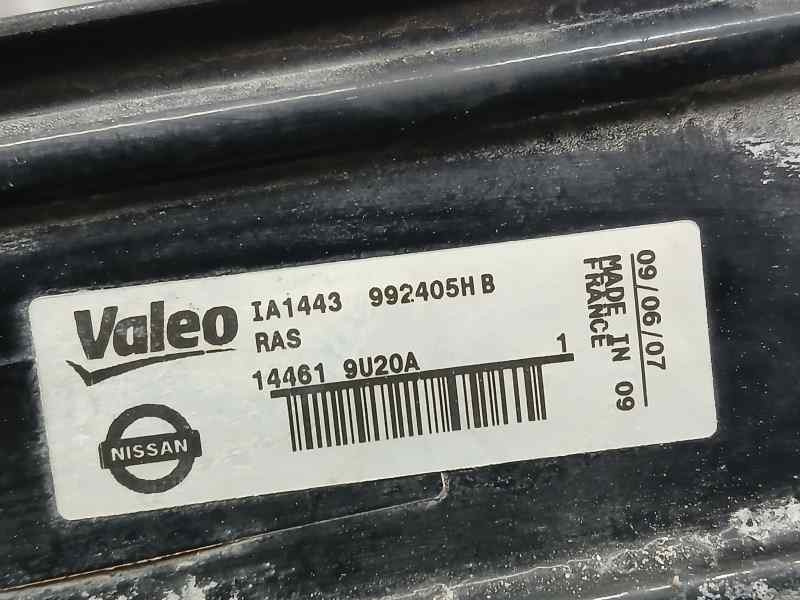 Valeo
IA1443 992405H B
RAS
14461 9U20A 1
NISSAN
09/06/07
MADE IN 09
FRANCE